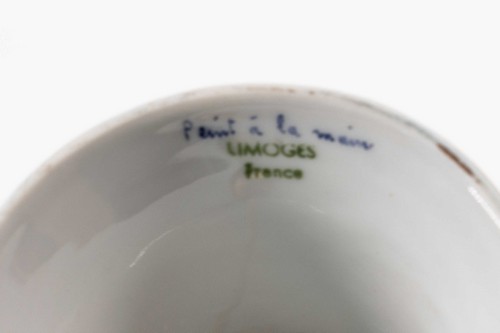 Peint à la main
LIMOGES
France